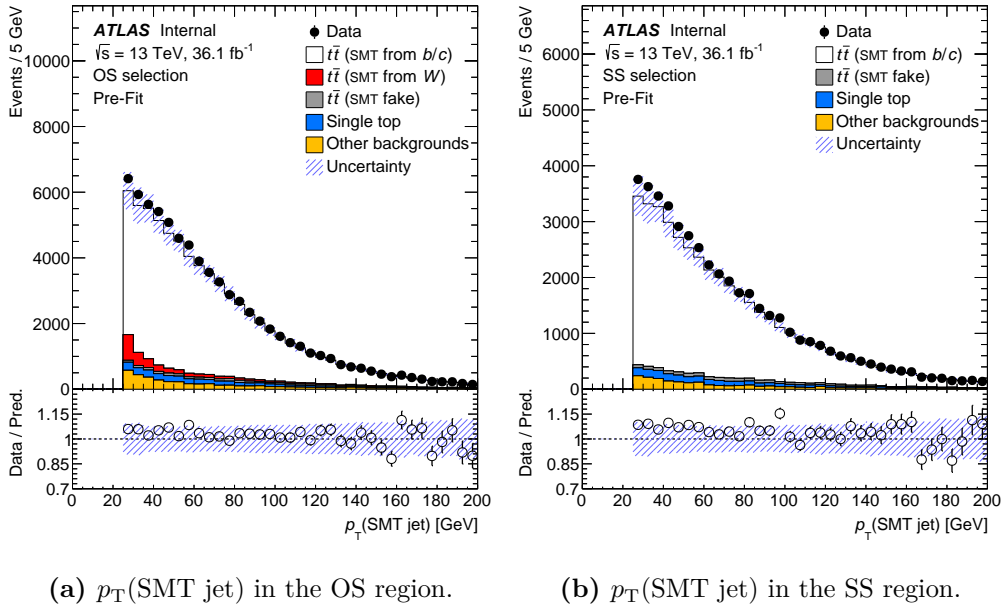 Events / 5 GeV
10000
8000
6000
4000
2000
0
ATLAS Internal
√s = 13 TeV, 36.1 fb⁻¹
OS selection
Pre-Fit
Data
tt̄ (SMT from b/c)
tt̄ (SMT from W)
tt̄ (SMT fake)
Single top
Other backgrounds
Uncertainty
Data / Pred.
1.15
1
0.85
0.7
0 20 40 60 80 100 120 140 160 180 200
p_T(SMT jet) [GeV]
Events / 5 GeV
6000
5000
4000
3000
2000
1000
0
ATLAS Internal
√s = 13 TeV, 36.1 fb⁻¹
SS selection
Pre-Fit
Data
tt̄ (SMT from b/c)
tt̄ (SMT fake)
Single top
Other backgrounds
Uncertainty
Data / Pred.
1.15
1
0.85
0.7
0 20 40 60 80 100 120 140 160 180 200
p_T(SMT jet) [GeV]
(a) p_T(SMT jet) in the OS region.
(b) p_T(SMT jet) in the SS region.